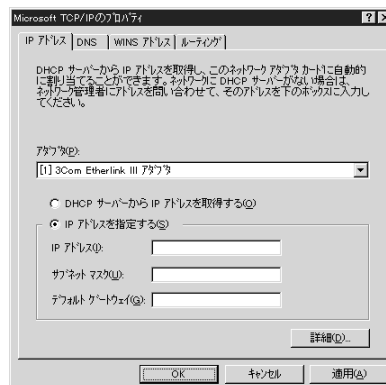 Microsoft TCP/IPのプロパティ
IP アドレス DNS WINS アドレス ルーティング
DHCP サーバーから IP アドレスを取得し、このネットワーク アダプタ カードに自動的
に割り当てることができます。ネットワークに DHCP サーバーがない場合は、
ネットワーク管理者にアドレスを問い合わせて、そのアドレスを下のボックスに入力し
てください。
アダプタ(P):
[1] 3Com Etherlink III アダプタ
DHCP サーバーから IP アドレスを取得する(O)
IP アドレスを指定する(S)
IP アドレス(I):
サブネット マスク(U):
デフォルト ゲートウェイ(G):
詳細(D)...
OK キャンセル 適用(A)